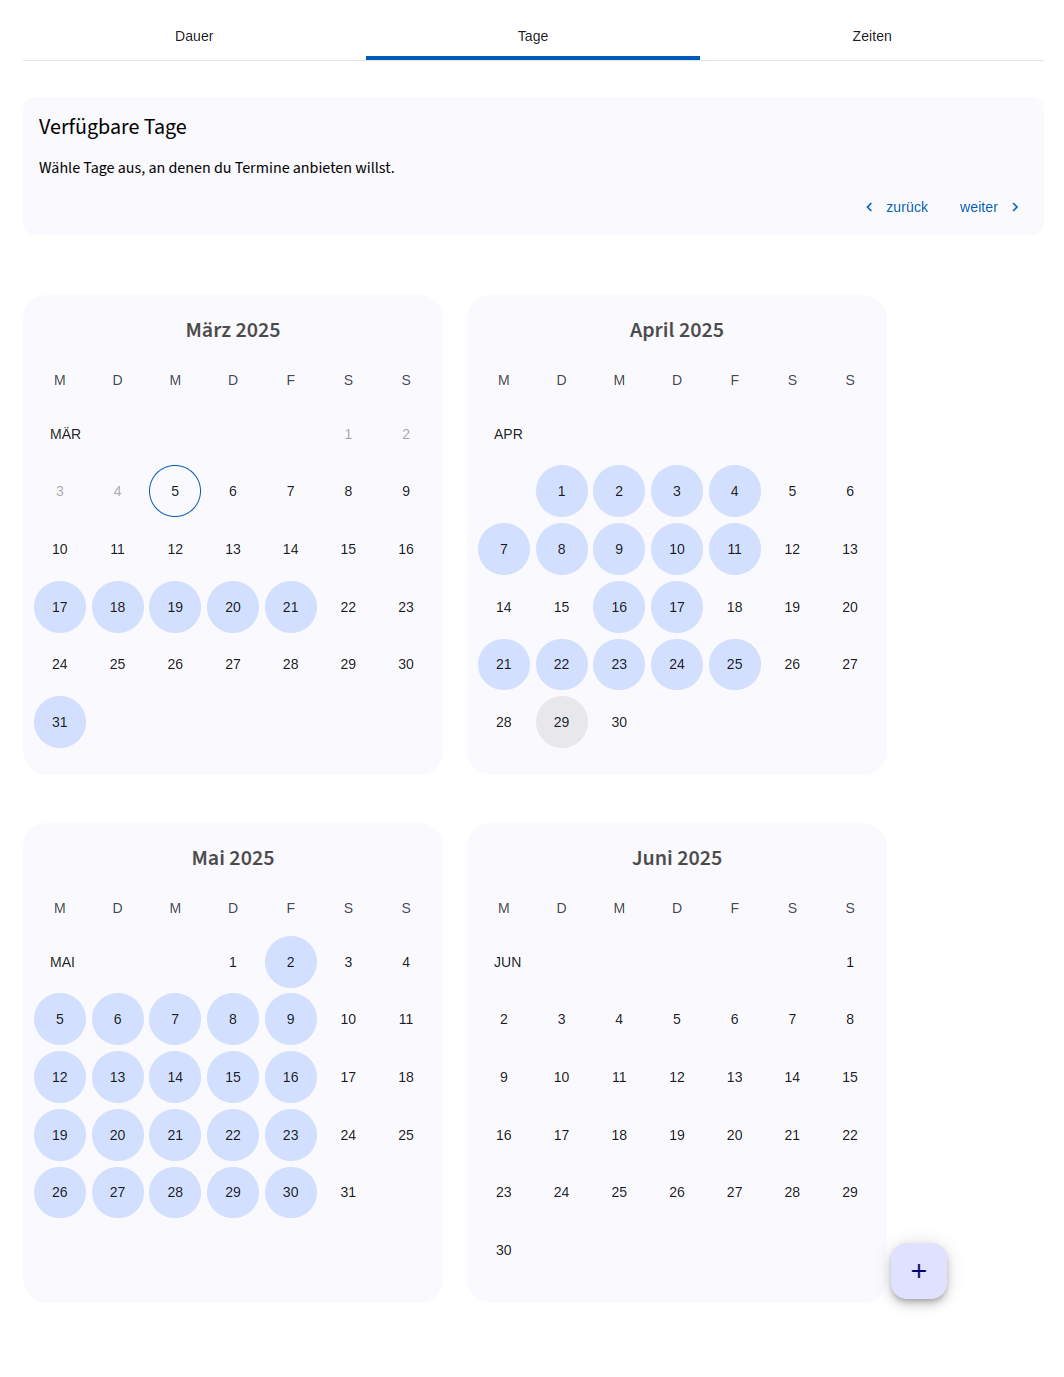 Dauer Tage Zeiten
Verfügbare Tage
Wähle Tage aus, an denen du Termine anbieten willst.
zurück weiter
März 2025
M D M D F S S
MÄR 1 2
3 4 5 6 7 8 9
10 11 12 13 14 15 16
17 18 19 20 21 22 23
24 25 26 27 28 29 30
31
April 2025
M D M D F S S
APR
1 2 3 4 5 6
7 8 9 10 11 12 13
14 15 16 17 18 19 20
21 22 23 24 25 26 27
28 29 30
Mai 2025
M D M D F S S
MAI 1 2 3 4
5 6 7 8 9 10 11
12 13 14 15 16 17 18
19 20 21 22 23 24 25
26 27 28 29 30 31
Juni 2025
M D M D F S S
JUN 1
2 3 4 5 6 7 8
9 10 11 12 13 14 15
16 17 18 19 20 21 22
23 24 25 26 27 28 29
30
+